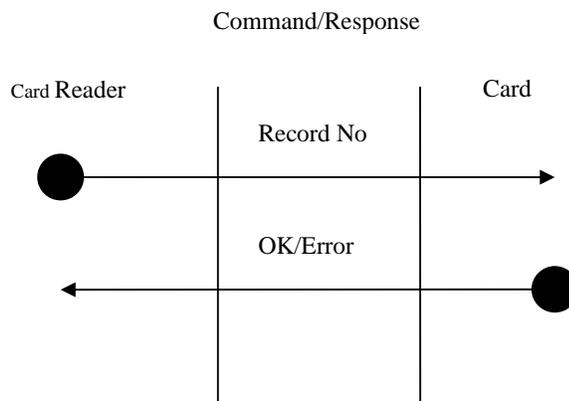 Command/Response
Card Reader
Card
Record No
OK/Error